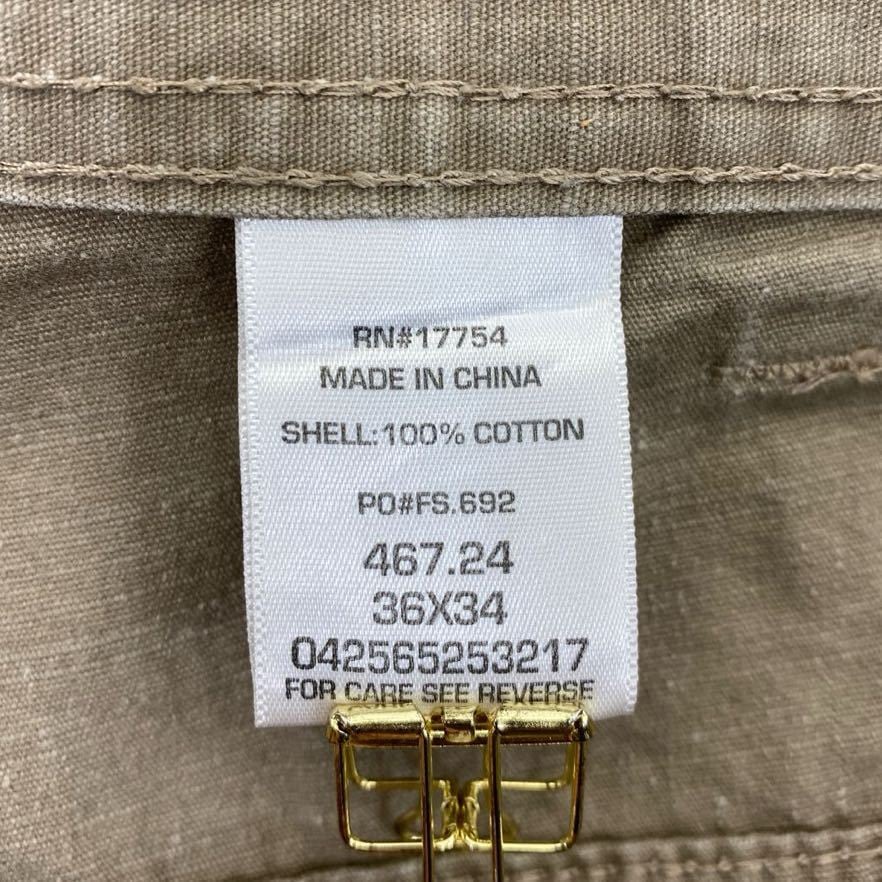 RN#17754
MADE IN CHINA
SHELL:100% COTTON
PO#FS.692
467.24
36X34
042565253217
FOR CARE SEE REVERSE